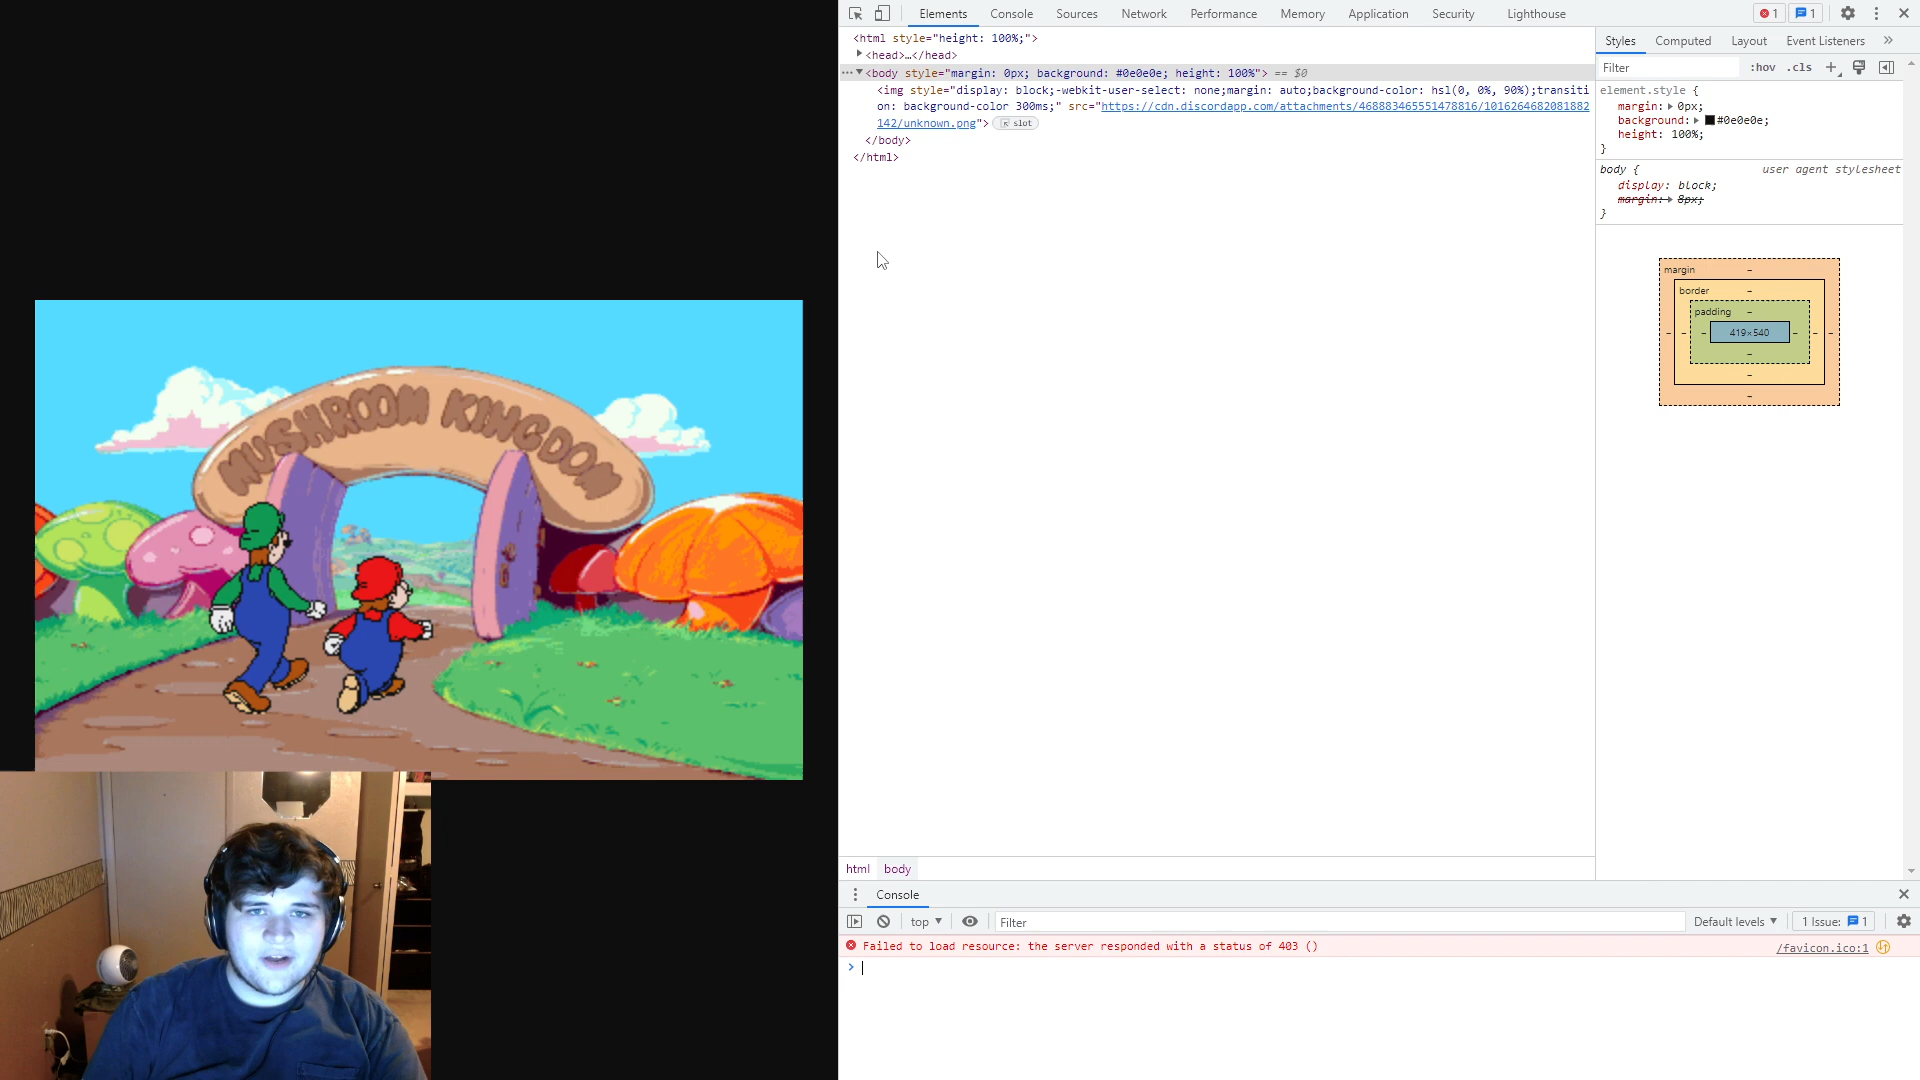 Elements Console Sources Network Performance Memory Application Security Lighthouse 1 1
<html style="height: 100%;">
<head>…</head>
<body style="margin: 0px; background: #0e0e0e; height: 100%"> == $0
<img style="display: block;-webkit-user-select: none;margin: auto;background-color: hsl(0, 0%, 90%);transiti
on: background-color 300ms;" src="https://cdn.discordapp.com/attachments/468883465551478816/1016264682081882
142/unknown.png"> slot
</body>
</html>
Styles Computed Layout Event Listeners
Filter :hov .cls
element.style {
margin: 0px;
background: #0e0e0e;
height: 100%;
}
body { user agent stylesheet
display: block;
margin: 8px;
}
margin –
border –
padding –
– – – 419×540 – – –
–
–
–
MUSHROOM KINGDOM
html body
Console
top Filter Default levels 1 Issue: 1
Failed to load resource: the server responded with a status of 403 () /favicon.ico:1
>